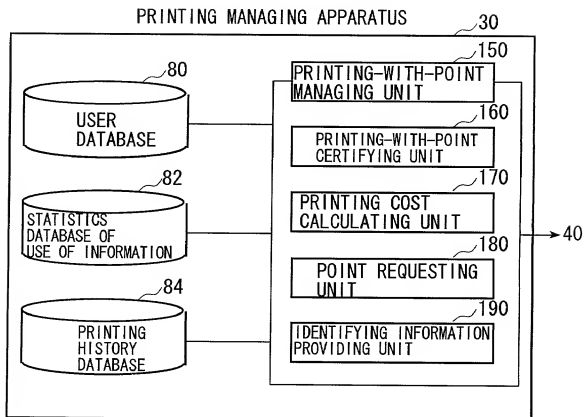 PRINTING MANAGING APPARATUS
30
80
USER
DATABASE
82
STATISTICS
DATABASE OF
USE OF INFORMATION
84
PRINTING
HISTORY
DATABASE
150
PRINTING-WITH-POINT
MANAGING UNIT
160
PRINTING-WITH-POINT
CERTIFYING UNIT
170
PRINTING COST
CALCULATING UNIT
180
POINT REQUESTING
UNIT
190
IDENTIFYING INFORMATION
PROVIDING UNIT
40